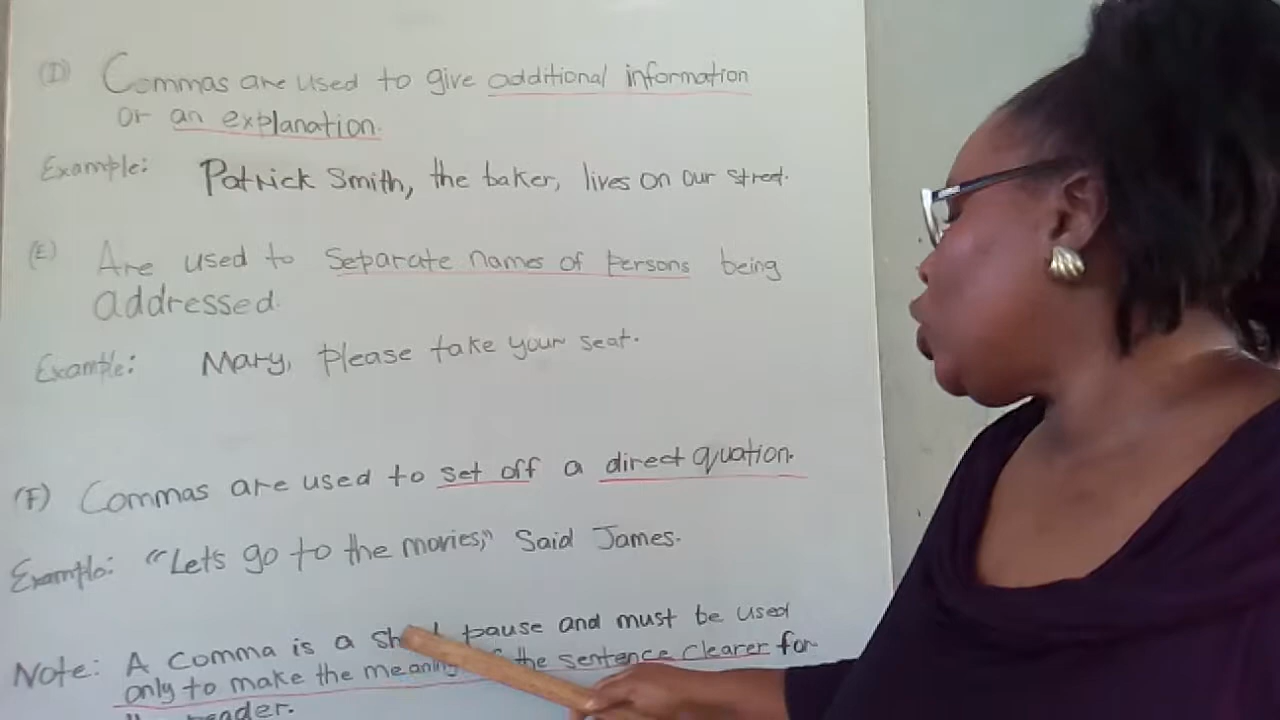 (D) Commas are used to give additional information
or an explanation.
Example: Patrick Smith, the baker, lives on our street.
(E) Are used to separate names of persons being
addressed.
Example: Mary, please take your seat.
(F) Commas are used to set off a direct quation.
Example: "Lets go to the movies," Said James.
Note: A Comma is a pause and must be used
only to make the meaning the sentence clearer for
reader.